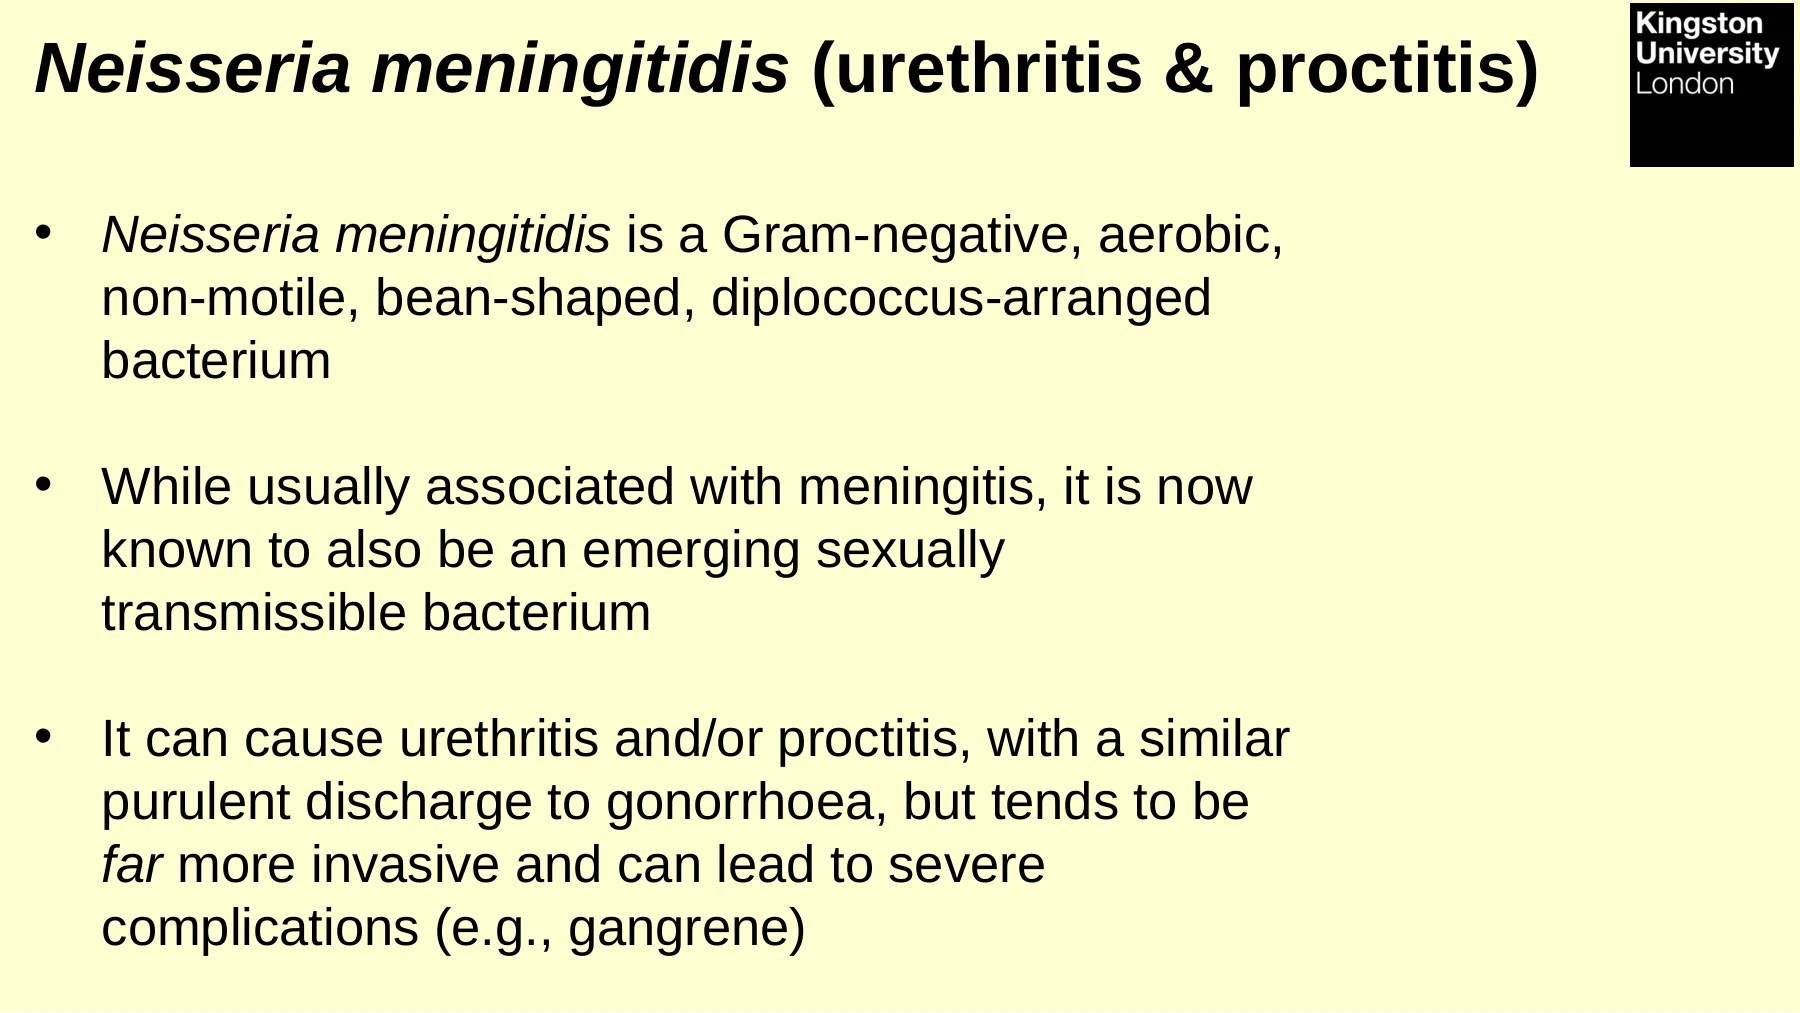 Neisseria meningitidis (urethritis & proctitis)
Kingston
University
London
• Neisseria meningitidis is a Gram-negative, aerobic,
non-motile, bean-shaped, diplococcus-arranged
bacterium
• While usually associated with meningitis, it is now
known to also be an emerging sexually
transmissible bacterium
• It can cause urethritis and/or proctitis, with a similar
purulent discharge to gonorrhoea, but tends to be
far more invasive and can lead to severe
complications (e.g., gangrene)